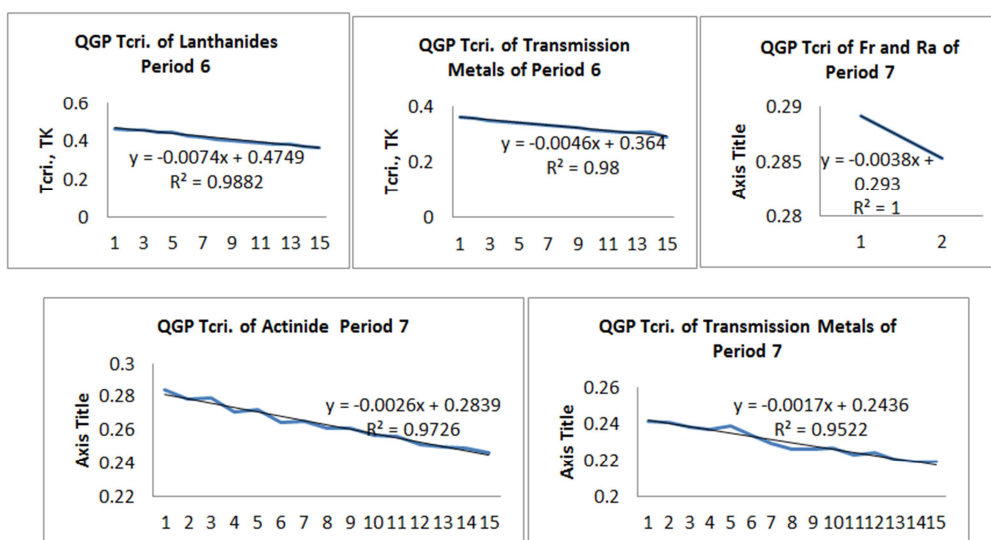 QGP Tcri. of Lanthanides
Period 6
Tcri., TK
0.6
0.4
0.2
0
y = -0.0074x + 0.4749
R² = 0.9882
1 3 5 7 9 11 13 15
QGP Tcri. of Transmission
Metals of Period 6
Tcri., TK
0.4
0.2
0
y = -0.0046x + 0.364
R² = 0.98
1 3 5 7 9 11 13 15
QGP Tcri of Fr and Ra of
Period 7
Axis Title
0.29
0.285
0.28
y = -0.0038x +
0.293
R² = 1
1 2
QGP Tcri. of Actinide Period 7
Axis Title
0.3
0.28
0.26
0.24
0.22
y = -0.0026x + 0.2839
R² = 0.9726
1 2 3 4 5 6 7 8 9 10 11 12 13 14 15
QGP Tcri. of Transmission Metals of
Period 7
Axis Title
0.26
0.24
0.22
0.2
y = -0.0017x + 0.2436
R² = 0.9522
1 2 3 4 5 6 7 8 9 101112131415